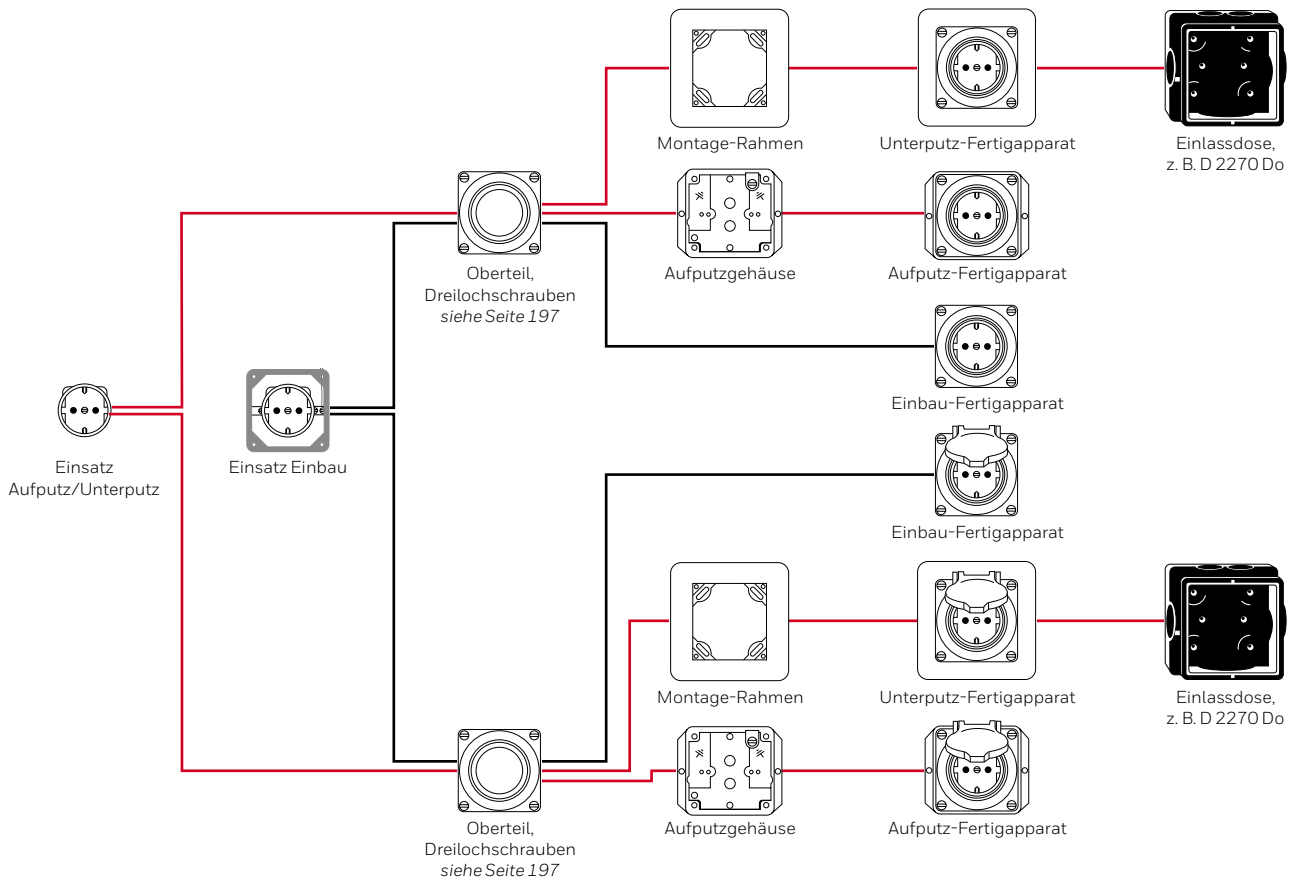 Montage-Rahmen
Unterputz-Fertigapparat
Einlassdose,
z. B. D 2270 Do
Oberteil,
Dreilochschrauben
siehe Seite 197
Aufputzgehäuse
Aufputz-Fertigapparat
Einbau-Fertigapparat
Einsatz
Aufputz/Unterputz
Einsatz Einbau
Einbau-Fertigapparat
Montage-Rahmen
Unterputz-Fertigapparat
Einlassdose,
z. B. D 2270 Do
Oberteil,
Dreilochschrauben
siehe Seite 197
Aufputzgehäuse
Aufputz-Fertigapparat